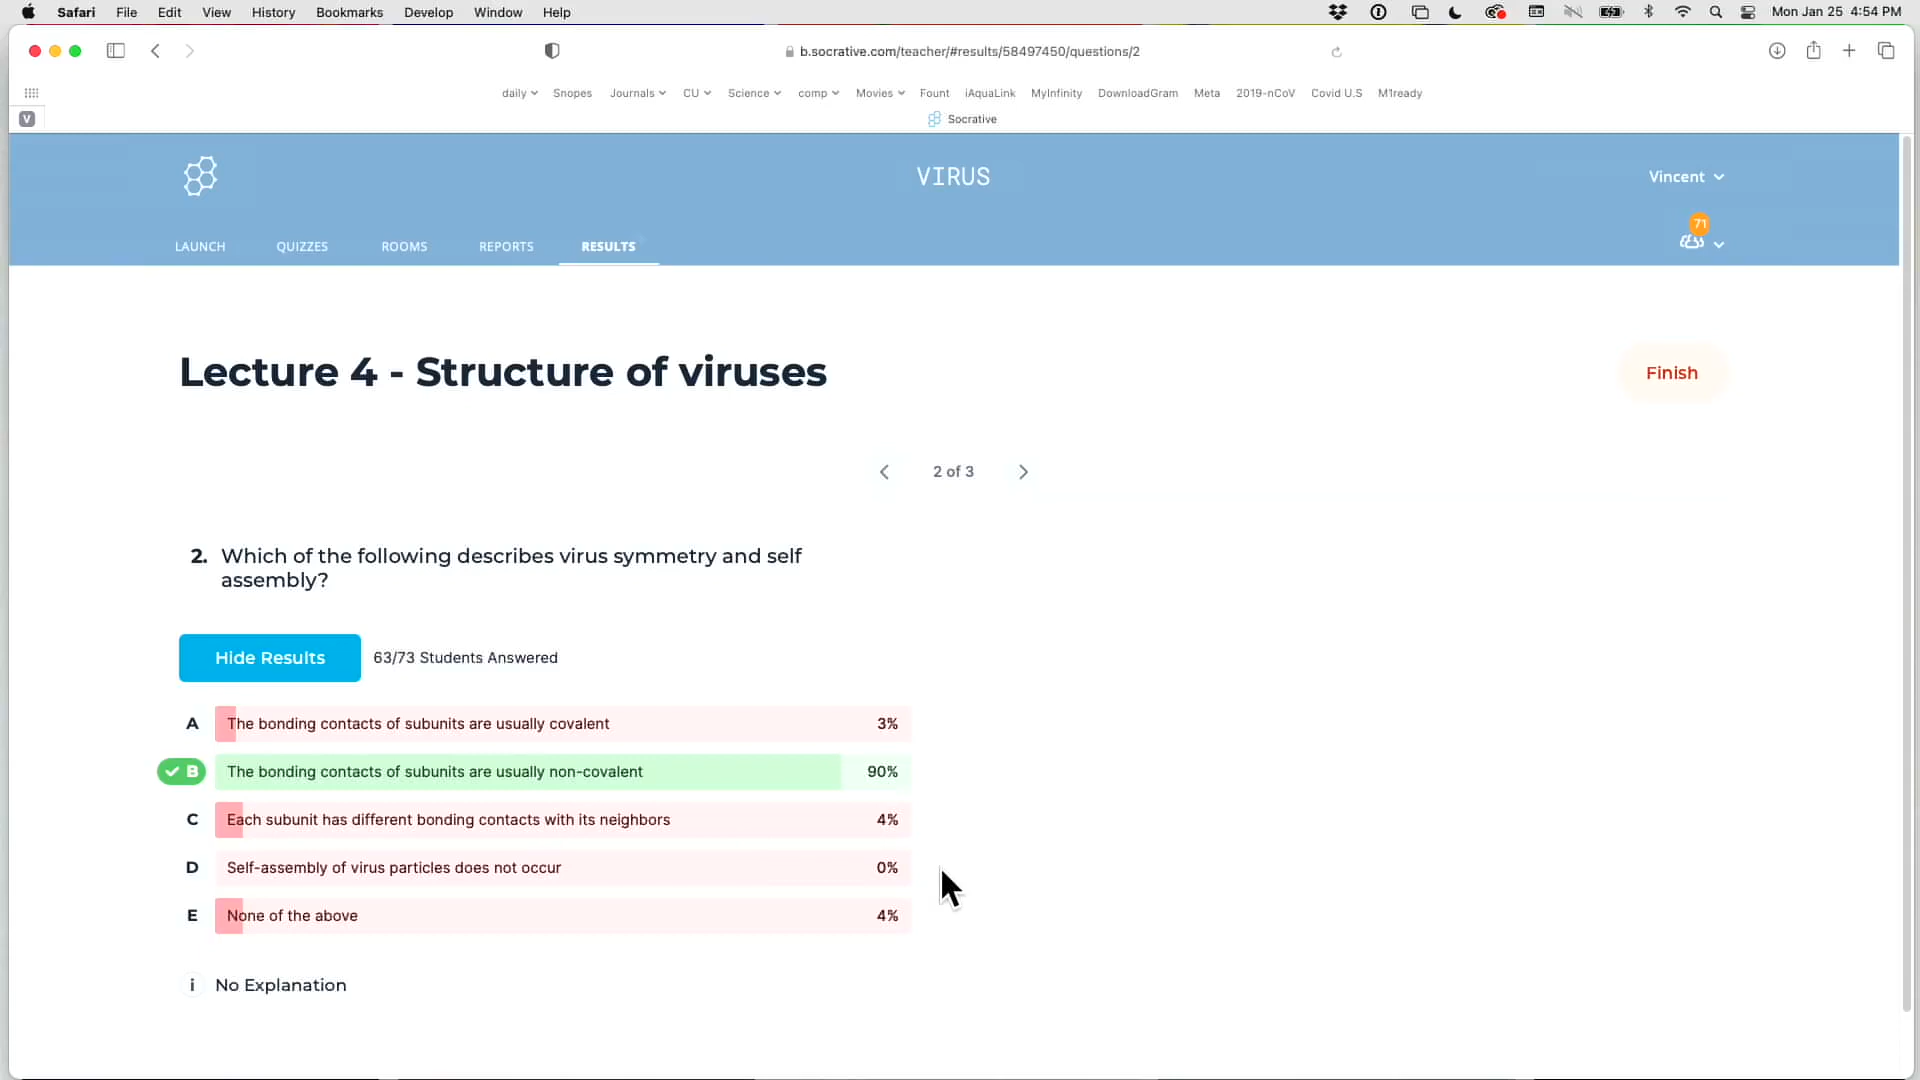 Safari File Edit View History Bookmarks Develop Window Help Mon Jan 25 4:54 PM
b.socrative.com/teacher/#results/58497450/questions/2
daily Snopes Journals CU Science comp Movies Fount iAquaLink MyInfinity DownloadGram Meta 2019-nCoV Covid U.S M1ready
V Socrative
VIRUS
Vincent
71
LAUNCH QUIZZES ROOMS REPORTS RESULTS
Lecture 4 - Structure of viruses
Finish
2 of 3
2. Which of the following describes virus symmetry and self
assembly?
Hide Results 63/73 Students Answered
A The bonding contacts of subunits are usually covalent 3%
B The bonding contacts of subunits are usually non-covalent 90%
C Each subunit has different bonding contacts with its neighbors 4%
D Self-assembly of virus particles does not occur 0%
E None of the above 4%
i No Explanation